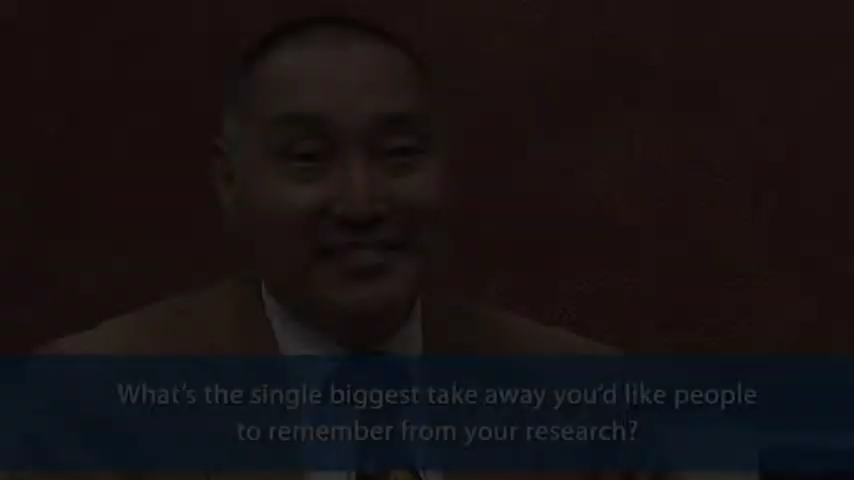 What's the single biggest take away you'd like people
to remember from your research?